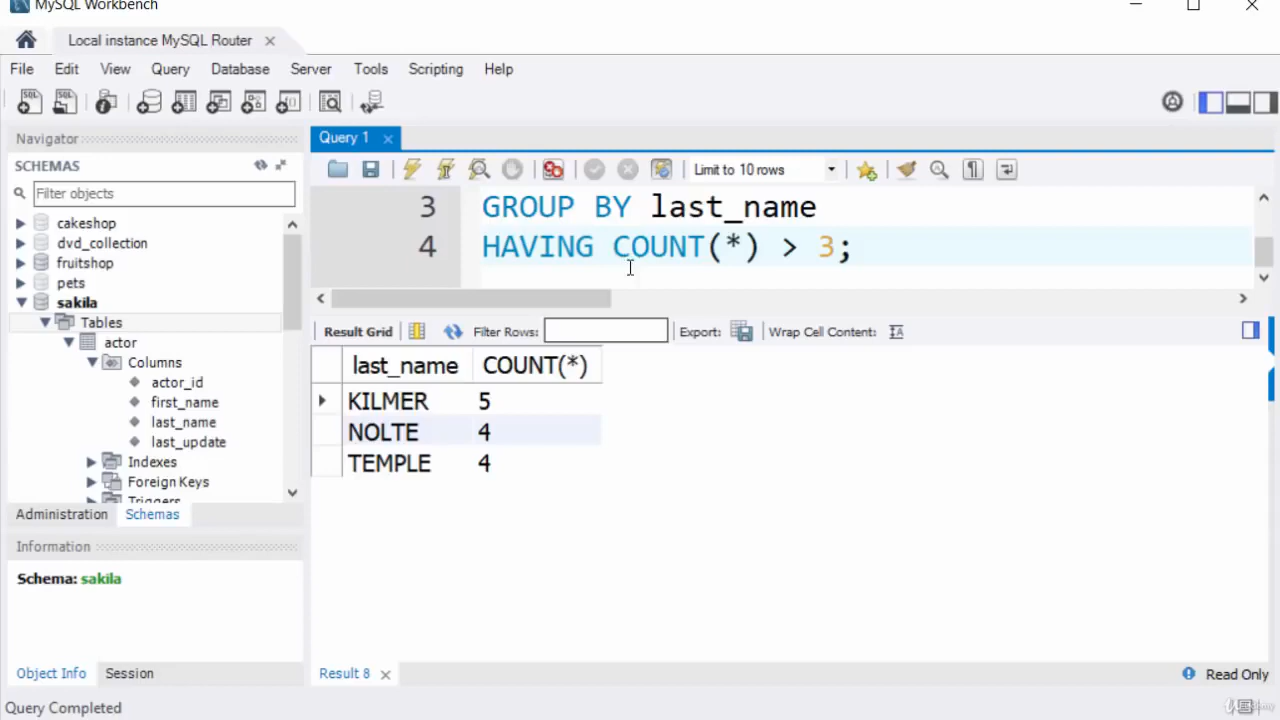 MySQL Workbench
Local instance MySQL Router
File Edit View Query Database Server Tools Scripting Help
Navigator
SCHEMAS
Filter objects
cakeshop
dvd_collection
fruitshop
pets
sakila
Tables
actor
Columns
actor_id
first_name
last_name
last_update
Indexes
Foreign Keys
Triggers
Administration Schemas
Information
Schema: sakila
Object Info Session
Query 1
Limit to 10 rows
3 GROUP BY last_name
4 HAVING COUNT(*) > 3;
Result Grid Filter Rows: Export: Wrap Cell Content:
last_name COUNT(*)
KILMER 5
NOLTE 4
TEMPLE 4
Result 8 Read Only
Query Completed